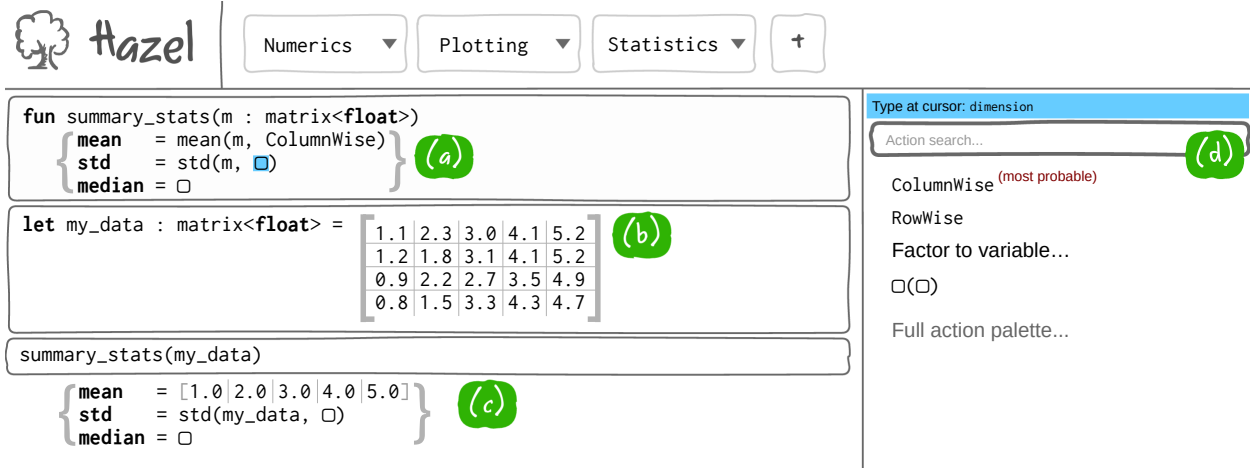 Hazel Numerics ▼ Plotting ▼ Statistics ▼ +
fun summary_stats(m : matrix<float>)
mean = mean(m, ColumnWise)
std = std(m, ▢)
median = ▢
(a)
let my_data : matrix<float> =
1.1 2.3 3.0 4.1 5.2
1.2 1.8 3.1 4.1 5.2
0.9 2.2 2.7 3.5 4.9
0.8 1.5 3.3 4.3 4.7
(b)
summary_stats(my_data)
mean = [1.0|2.0|3.0|4.0|5.0]
std = std(my_data, ▢)
median = ▢
(c)
Type at cursor: dimension
Action search...
(d)
ColumnWise (most probable)
RowWise
Factor to variable...
▢(▢)
Full action palette...